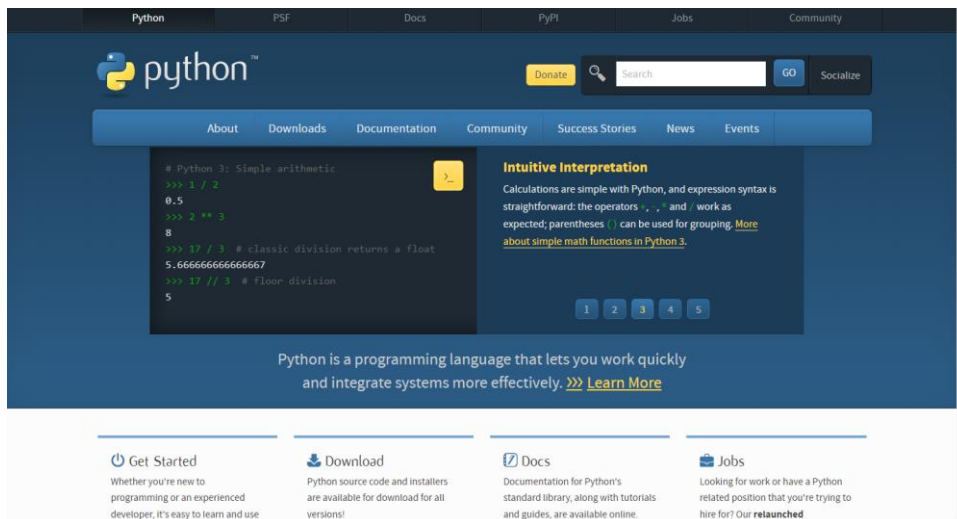 Python PSF Docs PyPI Jobs Community
python™
Donate Search GO Socialize
About Downloads Documentation Community Success Stories News Events
# Python 3: Simple arithmetic
>>> 1 / 2
0.5
>>> 2 ** 3
8
>>> 17 / 3 # classic division returns a float
5.666666666666667
>>> 17 // 3 # floor division
5
>_
Intuitive Interpretation
Calculations are simple with Python, and expression syntax is
straightforward: the operators +, -, * and / work as
expected; parentheses () can be used for grouping. More
about simple math functions in Python 3.
1 2 3 4 5
Python is a programming language that lets you work quickly
and integrate systems more effectively. >>> Learn More
Get Started
Whether you're new to
programming or an experienced
developer, it's easy to learn and use
Download
Python source code and installers
are available for download for all
versions!
Docs
Documentation for Python's
standard library, along with tutorials
and guides, are available online.
Jobs
Looking for work or have a Python
related position that you're trying to
hire for? Our relaunched